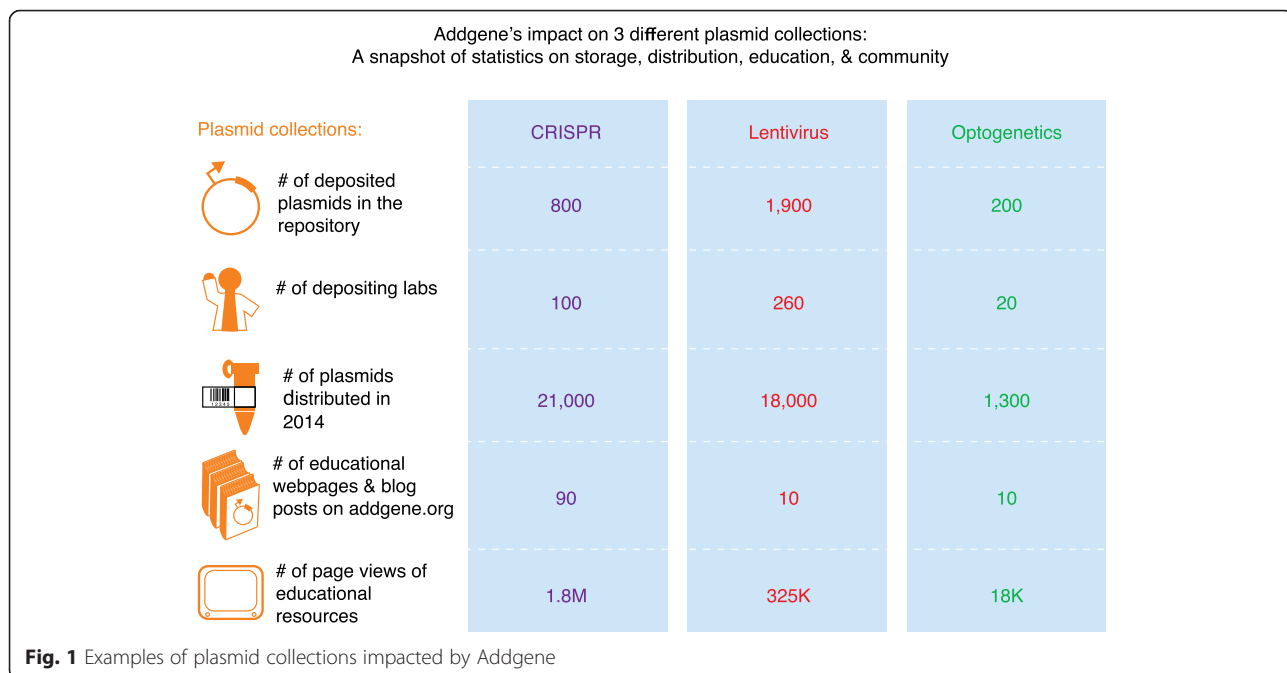 Addgene's impact on 3 different plasmid collections:
A snapshot of statistics on storage, distribution, education, & community
Plasmid collections:
CRISPR
Lentivirus
Optogenetics
# of deposited
plasmids in the
repository
800
1,900
200
# of depositing labs
100
260
20
# of plasmids
distributed in
2014
12345
21,000
18,000
1,300
# of educational
webpages & blog
posts on addgene.org
90
10
10
# of page views of
educational
resources
1.8M
325K
18K
Fig. 1 Examples of plasmid collections impacted by Addgene